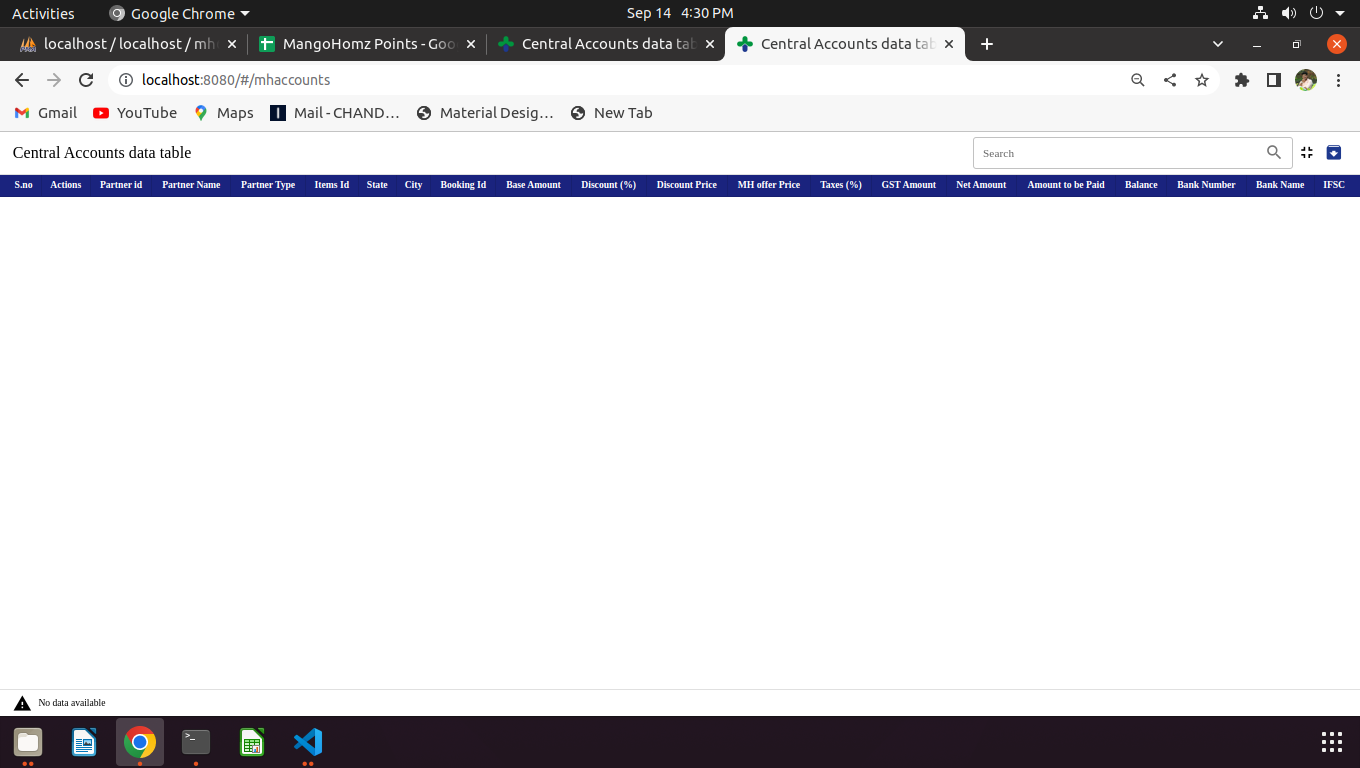 Activities Google Chrome Sep 14 4:30 PM
localhost / localhost / mh MangoHomz Points - Goo Central Accounts data tab Central Accounts data tab
localhost:8080/#/mhaccounts
Gmail YouTube Maps Mail - CHAND… Material Desig… New Tab
Central Accounts data table Search
S.no Actions Partner id Partner Name Partner Type Items Id State City Booking Id Base Amount Discount (%) Discount Price MH offer Price Taxes (%) GST Amount Net Amount Amount to be Paid Balance Bank Number Bank Name IFSC
No data available